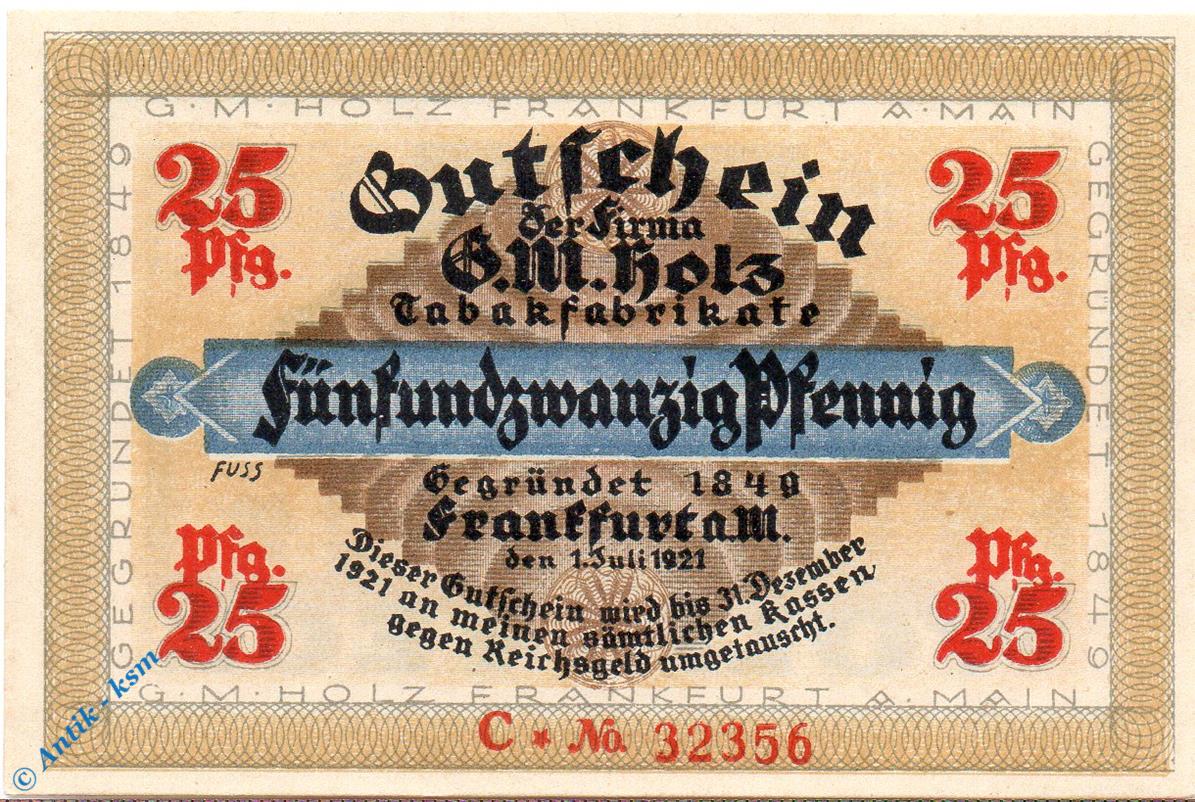 G·M·HOLZ FRANKFURT A·MAIN
25 Pfg.
25 Pfg.
Gutschein
der Firma
G.M.Holz
Tabakfabrikate
Fünfundzwanzig Pfennig
FUSS
Gegründet 1849
Frankfurt a M.
den 1. Juli 1921
Dieser Gutschein wird bis 31. Dezember
1921 an meinen sämtlichen Kassen
gegen Reichsgeld umgetauscht.
Pfg. 25
Pfg. 25
GEGRÜNDET 1849
GEGRÜNDET 1849
G·M·HOLZ FRANKFURT A·MAIN
C * No. 32356
© Antik - ksm